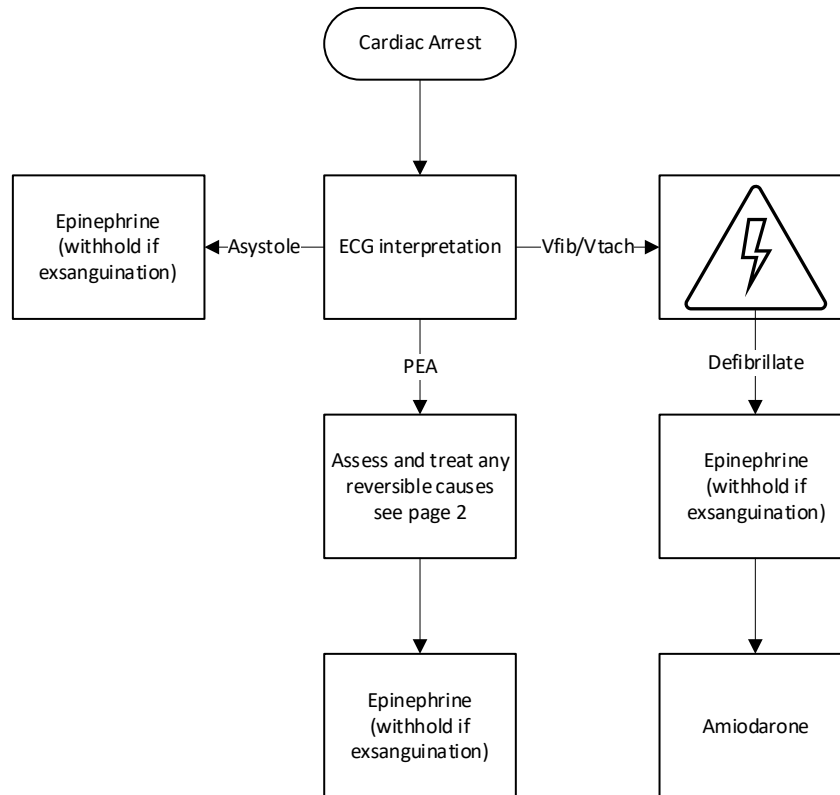 Cardiac Arrest
Epinephrine
(withhold if
exsanguination)
Asystole
ECG interpretation
Vfib/Vtach
PEA
Defibrillate
Assess and treat any
reversible causes
see page 2
Epinephrine
(withhold if
exsanguination)
Epinephrine
(withhold if
exsanguination)
Amiodarone